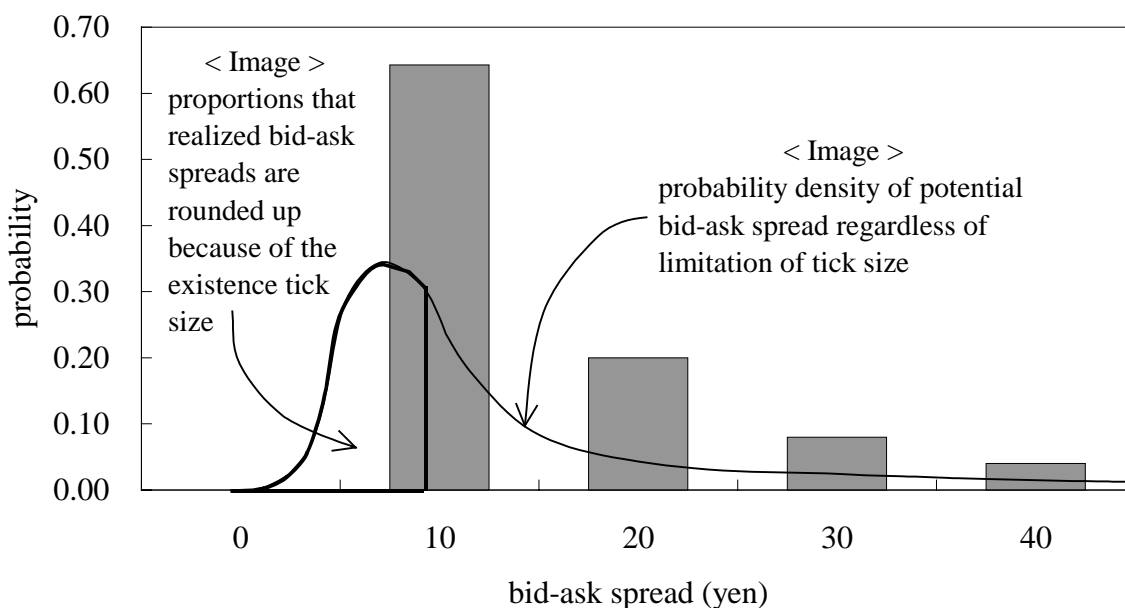 0.70
0.60
0.50
0.40
0.30
0.20
0.10
0.00
probability
< Image >
proportions that
realized bid-ask
spreads are
rounded up
because of the
existence tick
size
< Image >
probability density of potential
bid-ask spread regardless of
limitation of tick size
0
10
20
30
40
bid-ask spread (yen)